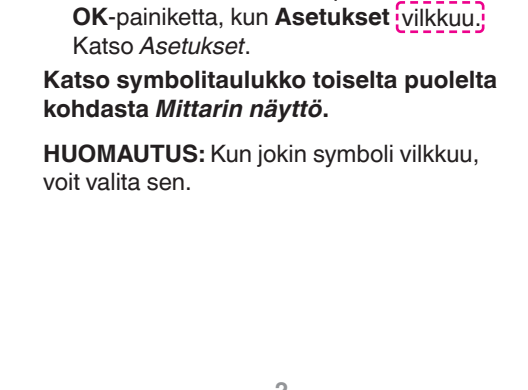 OK-painiketta, kun Asetukset vilkkuu.
Katso Asetukset.
Katso symbolitaulukko toiselta puolelta
kohdasta Mittarin näyttö.
HUOMAUTUS: Kun jokin symboli vilkkuu,
voit valita sen.